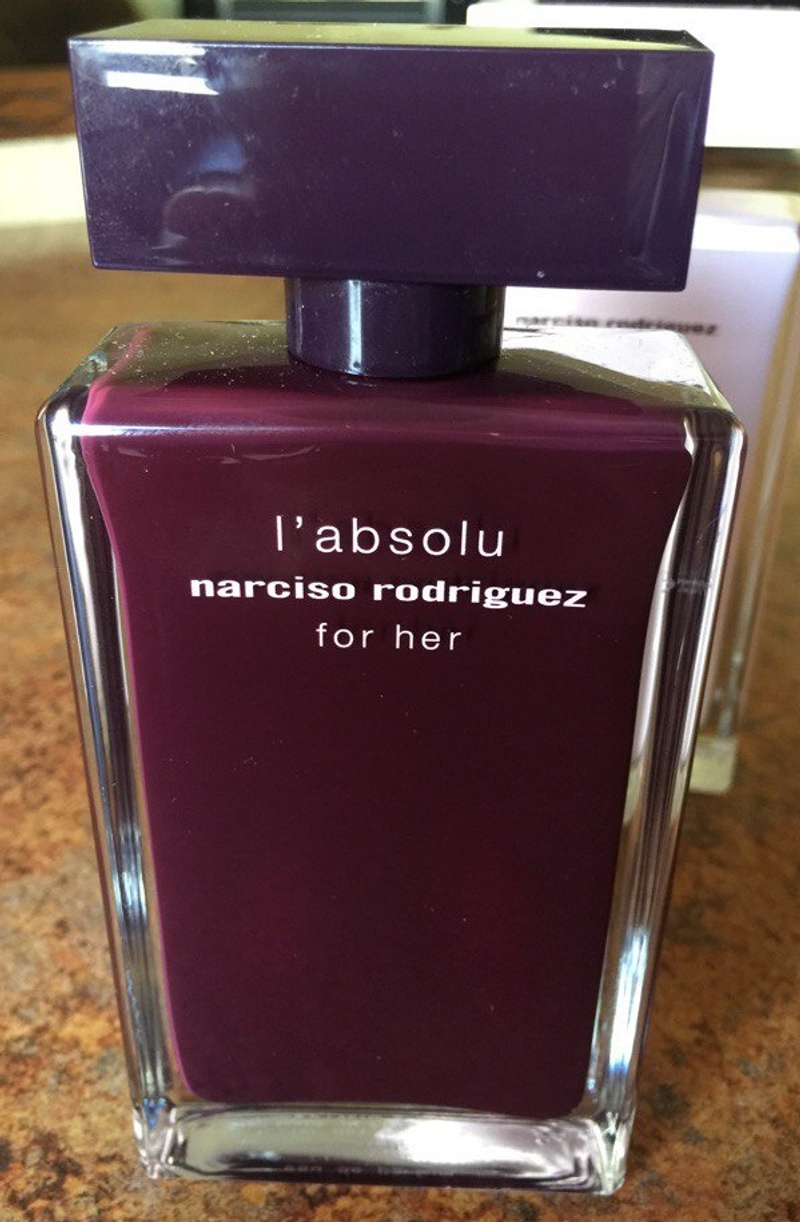 narciso rodriguez
l'absolu
narciso rodriguez
for her